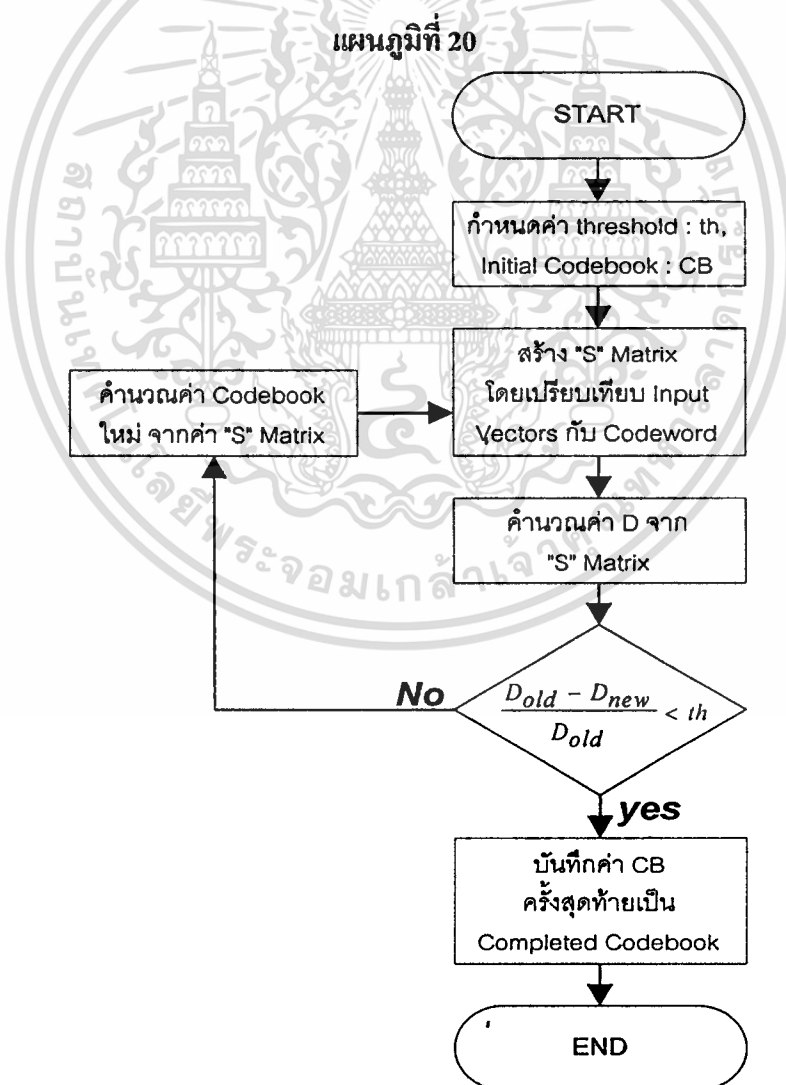 แผนภูมิที่ 20
START
กำหนดค่า threshold : th,
Initial Codebook : CB
สร้าง "S" Matrix
โดยเปรียบเทียบ Input
Vectors กับ Codeword
คำนวณค่า Codebook
ใหม่ จากค่า "S" Matrix
คำนวณค่า D จาก
"S" Matrix
No
D_old - D_new
D_old
< th
yes
บันทึกค่า CB
ครั้งสุดท้ายเป็น
Completed Codebook
END